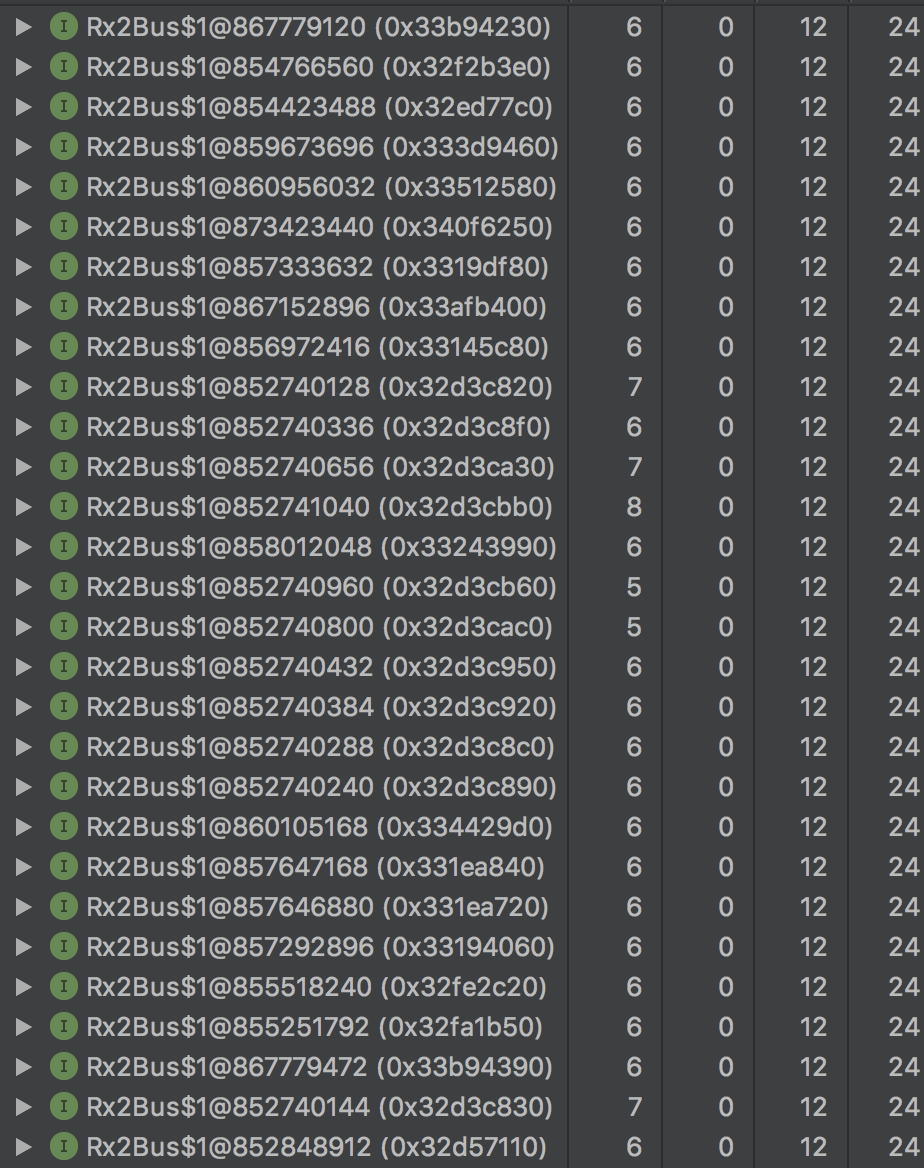 Rx2Bus$1@867779120 (0x33b94230) 6 0 12 24
Rx2Bus$1@854766560 (0x32f2b3e0) 6 0 12 24
Rx2Bus$1@854423488 (0x32ed77c0) 6 0 12 24
Rx2Bus$1@859673696 (0x333d9460) 6 0 12 24
Rx2Bus$1@860956032 (0x33512580) 6 0 12 24
Rx2Bus$1@873423440 (0x340f6250) 6 0 12 24
Rx2Bus$1@857333632 (0x3319df80) 6 0 12 24
Rx2Bus$1@867152896 (0x33afb400) 6 0 12 24
Rx2Bus$1@856972416 (0x33145c80) 6 0 12 24
Rx2Bus$1@852740128 (0x32d3c820) 7 0 12 24
Rx2Bus$1@852740336 (0x32d3c8f0) 6 0 12 24
Rx2Bus$1@852740656 (0x32d3ca30) 7 0 12 24
Rx2Bus$1@852741040 (0x32d3cbb0) 8 0 12 24
Rx2Bus$1@858012048 (0x33243990) 6 0 12 24
Rx2Bus$1@852740960 (0x32d3cb60) 5 0 12 24
Rx2Bus$1@852740800 (0x32d3cac0) 5 0 12 24
Rx2Bus$1@852740432 (0x32d3c950) 6 0 12 24
Rx2Bus$1@852740384 (0x32d3c920) 6 0 12 24
Rx2Bus$1@852740288 (0x32d3c8c0) 6 0 12 24
Rx2Bus$1@852740240 (0x32d3c890) 6 0 12 24
Rx2Bus$1@860105168 (0x334429d0) 6 0 12 24
Rx2Bus$1@857647168 (0x331ea840) 6 0 12 24
Rx2Bus$1@857646880 (0x331ea720) 6 0 12 24
Rx2Bus$1@857292896 (0x33194060) 6 0 12 24
Rx2Bus$1@855518240 (0x32fe2c20) 6 0 12 24
Rx2Bus$1@855251792 (0x32fa1b50) 6 0 12 24
Rx2Bus$1@867779472 (0x33b94390) 6 0 12 24
Rx2Bus$1@852740144 (0x32d3c830) 7 0 12 24
Rx2Bus$1@852848912 (0x32d57110) 6 0 12 24